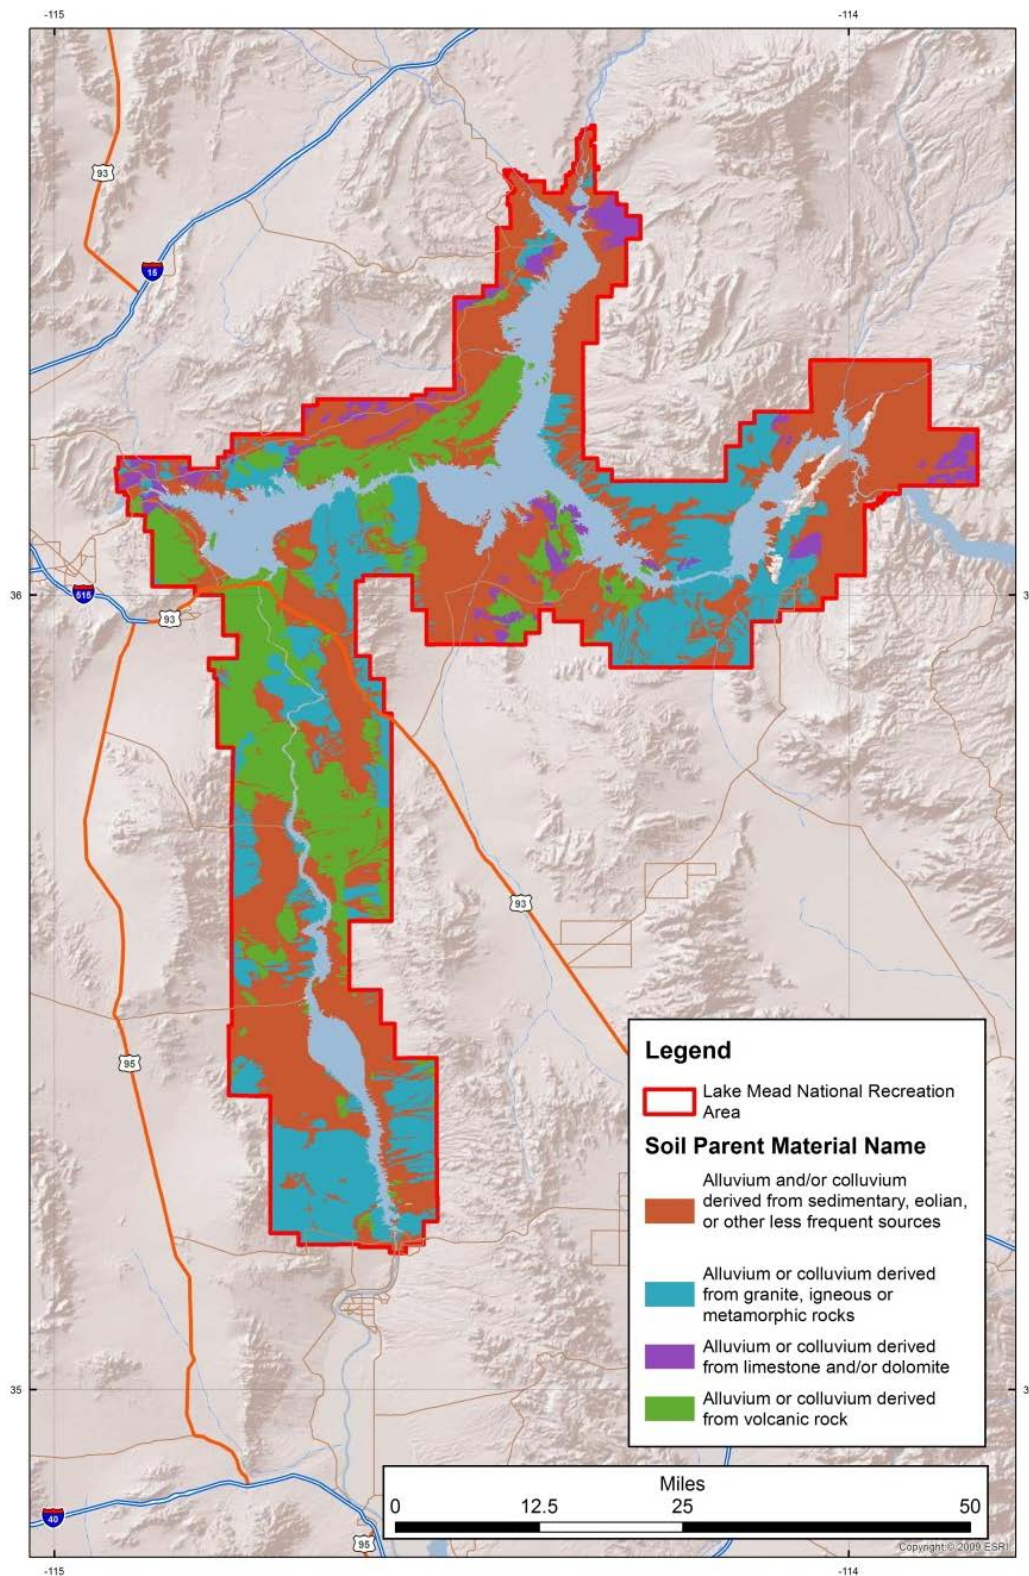 -115
-114
93
15
36
3
515
93
93
95
Legend
Lake Mead National Recreation
Area
Soil Parent Material Name
Alluvium and/or colluvium
derived from sedimentary, eolian,
or other less frequent sources
Alluvium or colluvium derived
from granite, igneous or
metamorphic rocks
Alluvium or colluvium derived
from limestone and/or dolomite
Alluvium or colluvium derived
from volcanic rock
35
3
Miles
0 12.5 25 50
40
95
Copyright:© 2009 ESRI
-115
-114